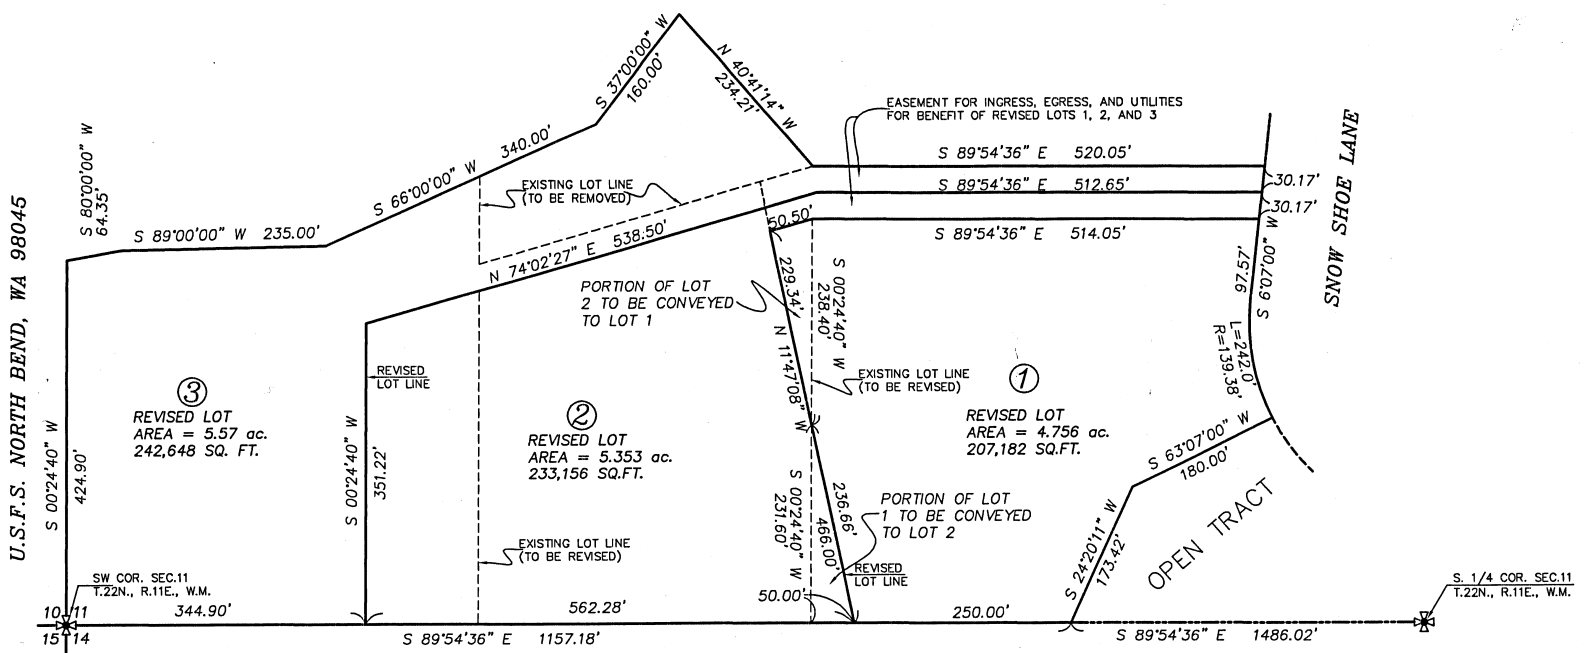 S 37°00'00" W
160.00'
N 40°41'14" W
234.21'
EASEMENT FOR INGRESS, EGRESS, AND UTILITIES
FOR BENEFIT OF REVISED LOTS 1, 2, AND 3
S 89°54'36" E 520.05'
S 89°54'36" E 512.65'
S 89°54'36" E 514.05'
30.17'
30.17'
SNOW SHOE LANE
S 66°00'00" W 340.00'
S 80°00'00" W
64.35'
S 89°00'00" W 235.00'
EXISTING LOT LINE
(TO BE REMOVED)
N 74°02'27" E 538.50'
50.50'
U.S.F.S. NORTH BEND, WA 98045
PORTION OF LOT
2 TO BE CONVEYED
TO LOT 1
229.34'
N 11°47'08" W
S 00°24'40" W
238.40'
S 09°07'00" W
97.57'
L=242.0'
R=139.38'
EXISTING LOT LINE
(TO BE REVISED)
REVISED
LOT LINE
3
REVISED LOT
AREA = 5.57 ac.
242,648 SQ. FT.
2
REVISED LOT
AREA = 5.353 ac.
233,156 SQ.FT.
1
REVISED LOT
AREA = 4.756 ac.
207,182 SQ.FT.
S 00°24'40" W
424.90'
S 00°24'40" W
351.22'
S 00°24'40" W
231.60'
236.66'
466.00'
PORTION OF LOT
1 TO BE CONVEYED
TO LOT 2
S 63°07'00" W
180.00'
S 24°20'11" W
173.42'
OPEN TRACT
EXISTING LOT LINE
(TO BE REVISED)
REVISED
LOT LINE
SW COR. SEC.11
T.22N., R.11E., W.M.
S. 1/4 COR. SEC.11
T.22N., R.11E., W.M.
10 11
15 14
344.90'
562.28'
50.00'
250.00'
S 89°54'36" E 1157.18'
S 89°54'36" E 1486.02'